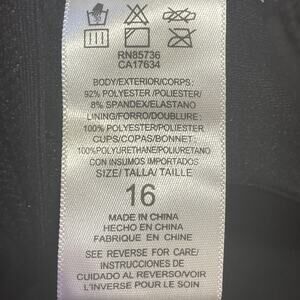 RN85736
CA17634
BODY/EXTERIOR/CORPS:
92% POLYESTER /POLIESTER/
8% SPANDEX/ELASTANO
LINING/FORRO/DOUBLURE:
100% POLYESTER/POLIESTER
CUPS/COPAS/BONNET:
100%POLYURETHANE/POLIURETANO
CON INSUMOS IMPORTADOS
SIZE/ TALLA/ TAILLE
16
MADE IN CHINA
HECHO EN CHINA
FABRIQUE EN CHINE
SEE REVERSE FOR CARE/
INSTRUCCIONES DE
CUIDADO AL REVERSO/VOIR
L'INVERSE POUR LE SOIN